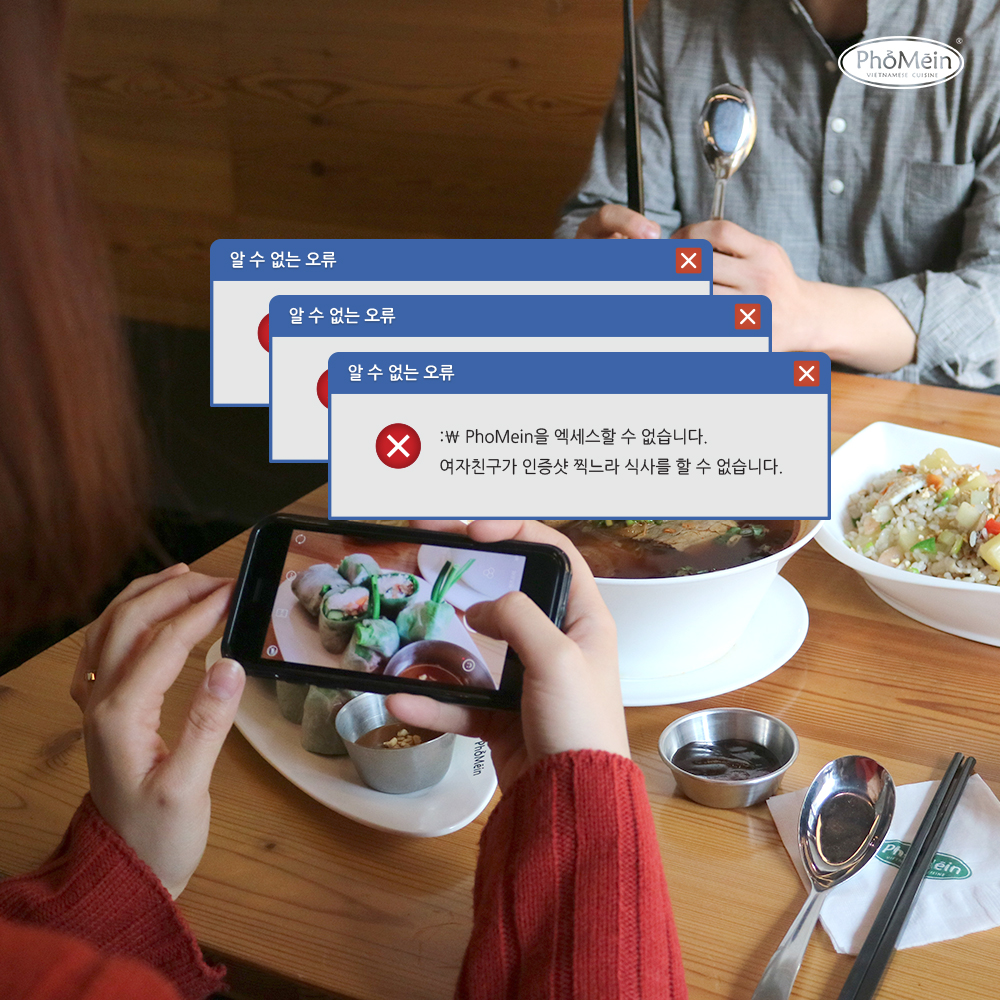 PhởMēin®
VIETNAMESE CUISINE
알 수 없는 오류
알 수 없는 오류
알 수 없는 오류
:₩ PhoMein을 엑세스할 수 없습니다.
여자친구가 인증샷 찍느라 식사를 할 수 없습니다.
PhởMēin
PhởMēin